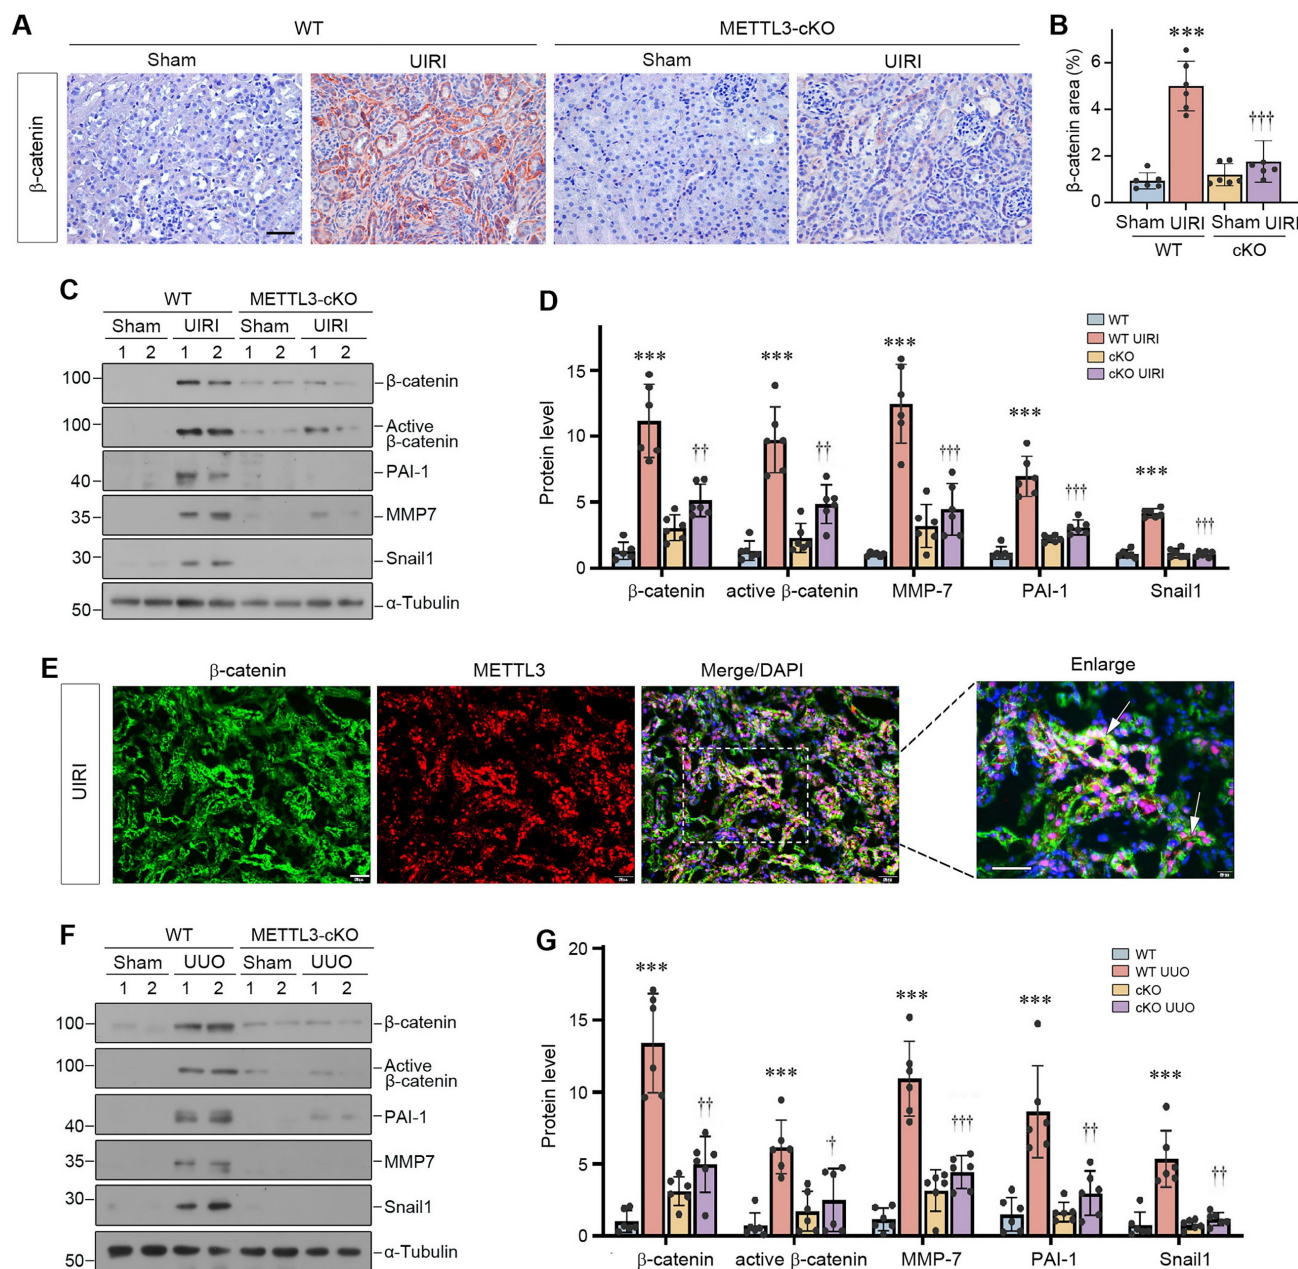 A
WT
METTL3-cKO
Sham
UIRI
Sham
UIRI
β-catenin
B
β-catenin area (%)
6
4
2
0
***
†††
Sham UIRI Sham UIRI
WT
cKO
C
WT
METTL3-cKO
Sham
UIRI
Sham
UIRI
1 2 1 2 1 2 1 2
100
β-catenin
100
Active
β-catenin
40
PAI-1
35
MMP7
30
Snail1
50
α-Tubulin
D
Protein level
15
10
5
0
***
††
***
††
***
†††
***
†††
***
†††
WT
WT UIRI
cKO
cKO UIRI
β-catenin
active β-catenin
MMP-7
PAI-1
Snail1
E
β-catenin
METTL3
Merge/DAPI
Enlarge
UIRI
F
WT
METTL3-cKO
Sham
UUO
Sham
UUO
1 2 1 2 1 2 1 2
100
β-catenin
100
Active
β-catenin
40
PAI-1
35
MMP7
30
Snail1
50
α-Tubulin
G
Protein level
20
15
10
5
0
***
††
***
†
***
†††
***
††
***
††
WT
WT UUO
cKO
cKO UUO
β-catenin
active β-catenin
MMP-7
PAI-1
Snail1